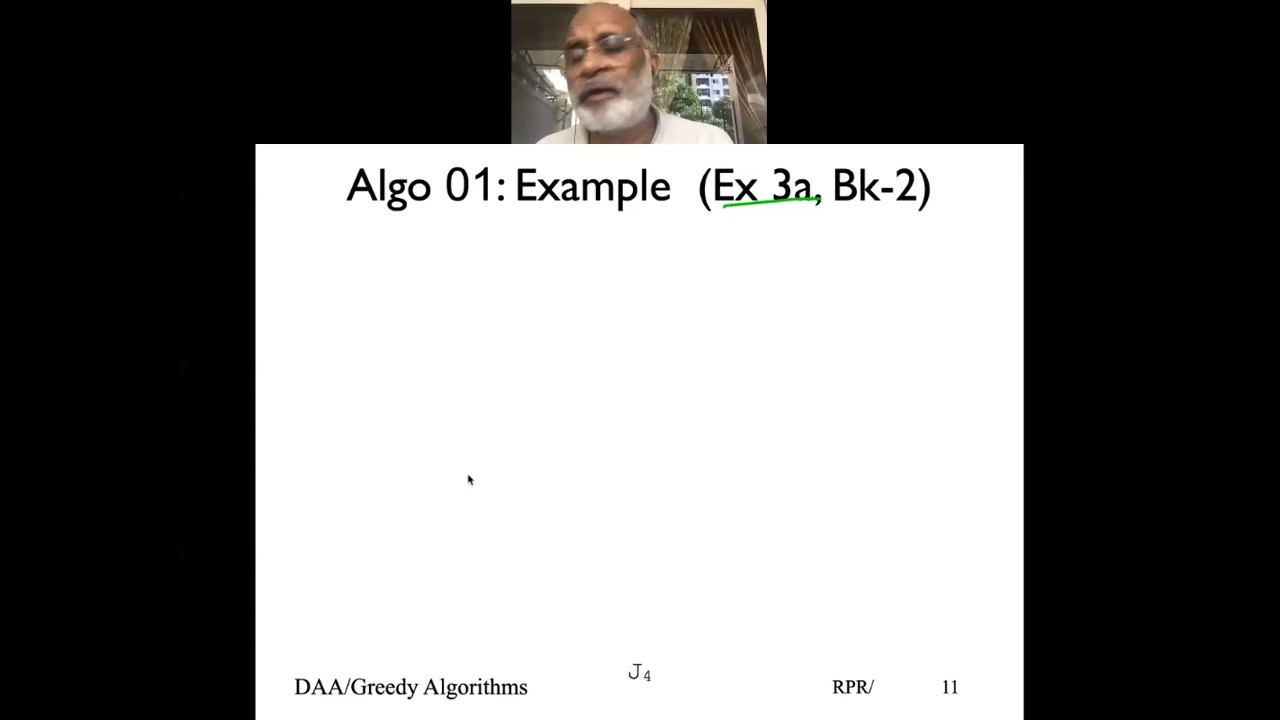 Algo 01: Example (Ex 3a, Bk-2)
J₄
DAA/Greedy Algorithms
RPR/
11